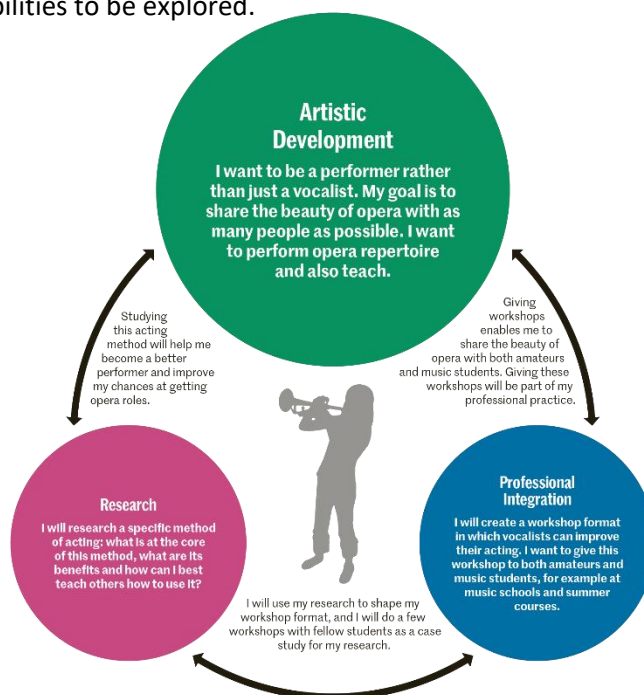 bilities to be explored.
Artistic
Development
I want to be a performer rather
than just a vocalist. My goal is to
share the beauty of opera with as
many people as possible. I want
to perform opera repertoire
and also teach.
Studying
this acting
method will help me
become a better
performer and improve
my chances at getting
opera roles.
Giving
workshops
enables me to
share the beauty of
opera with both amateurs
and music students. Giving these
workshops will be part of my
professional practice.
Research
I will research a specific method
of acting: what is at the core
of this method, what are its
benefits and how can I best
teach others how to use it?
Professional
Integration
I will create a workshop format
in which vocalists can improve
their acting. I want to give this
workshop to both amateurs and
music students, for example at
music schools and summer
courses.
I will use my research to shape my
workshop format, and I will do a few
workshops with fellow students as a case
study for my research.